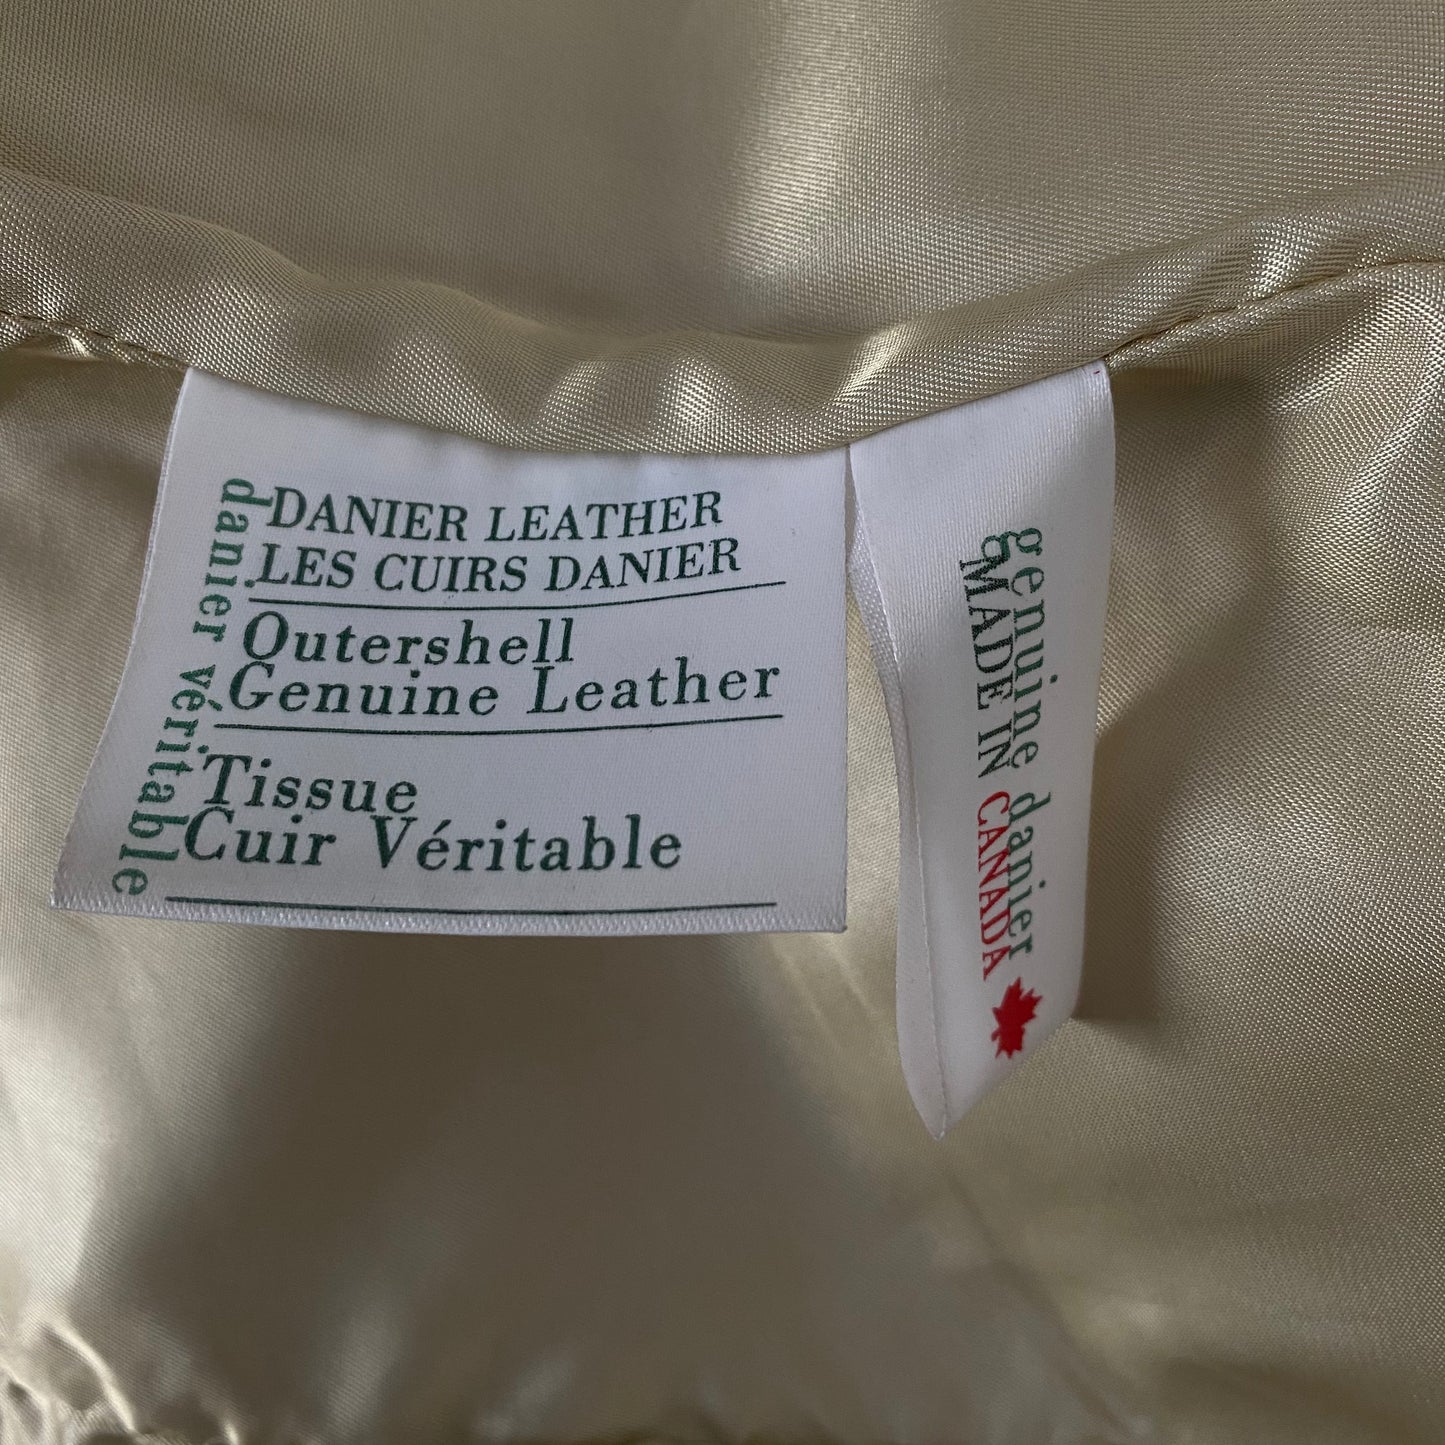 DANIER LEATHER
LES CUIRS DANIER
Outershell
Genuine Leather
Tissue
Cuir Véritable
danier véritable
genuine danier
MADE IN CANADA